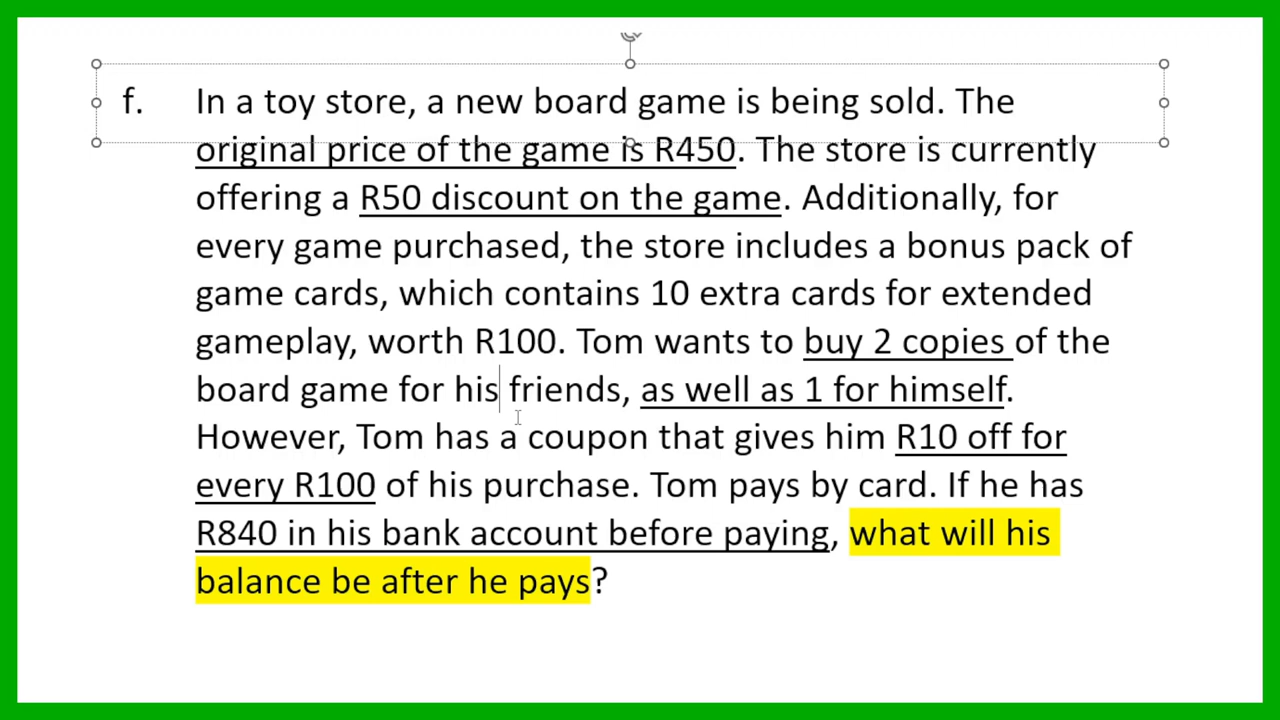 f. In a toy store, a new board game is being sold. The
original price of the game is R450. The store is currently
offering a R50 discount on the game. Additionally, for
every game purchased, the store includes a bonus pack of
game cards, which contains 10 extra cards for extended
gameplay, worth R100. Tom wants to buy 2 copies of the
board game for his friends, as well as 1 for himself.
However, Tom has a coupon that gives him R10 off for
every R100 of his purchase. Tom pays by card. If he has
R840 in his bank account before paying, what will his
balance be after he pays?